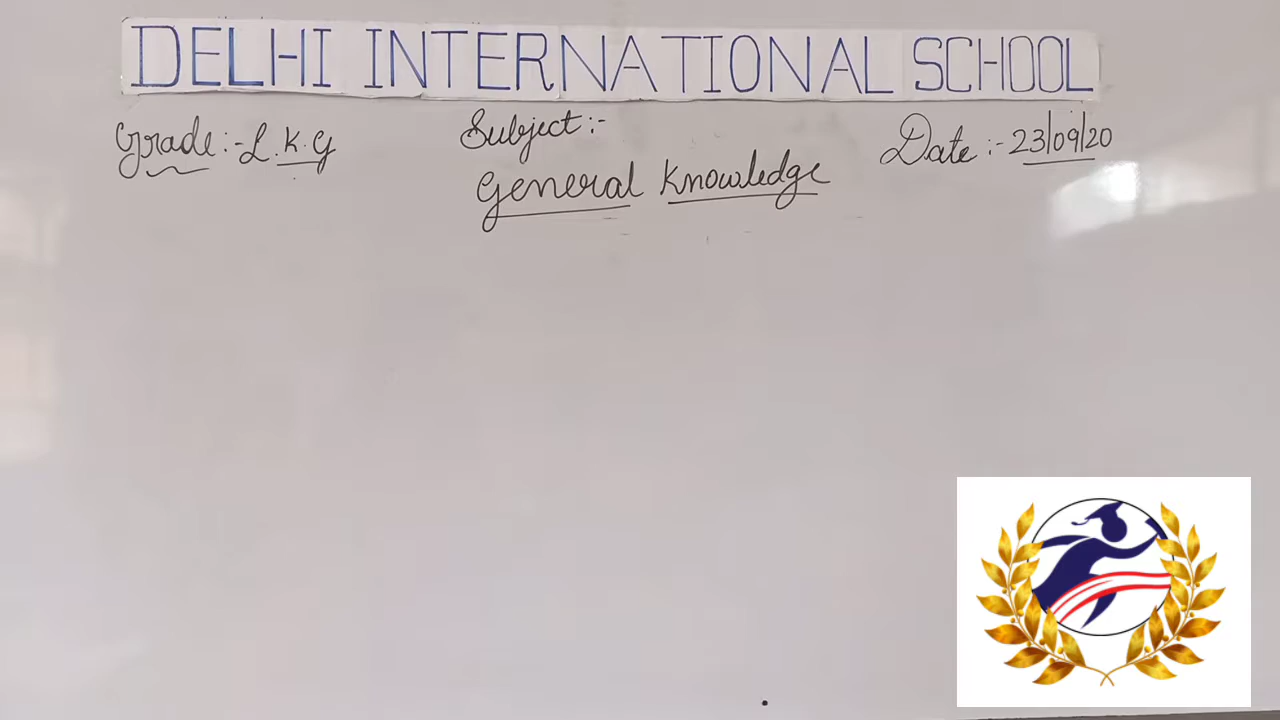 DELHI INTERNATIONAL SCHOOL
Grade:- L.K.G
Subject:-
General Knowledge
Date:- 23/09/20